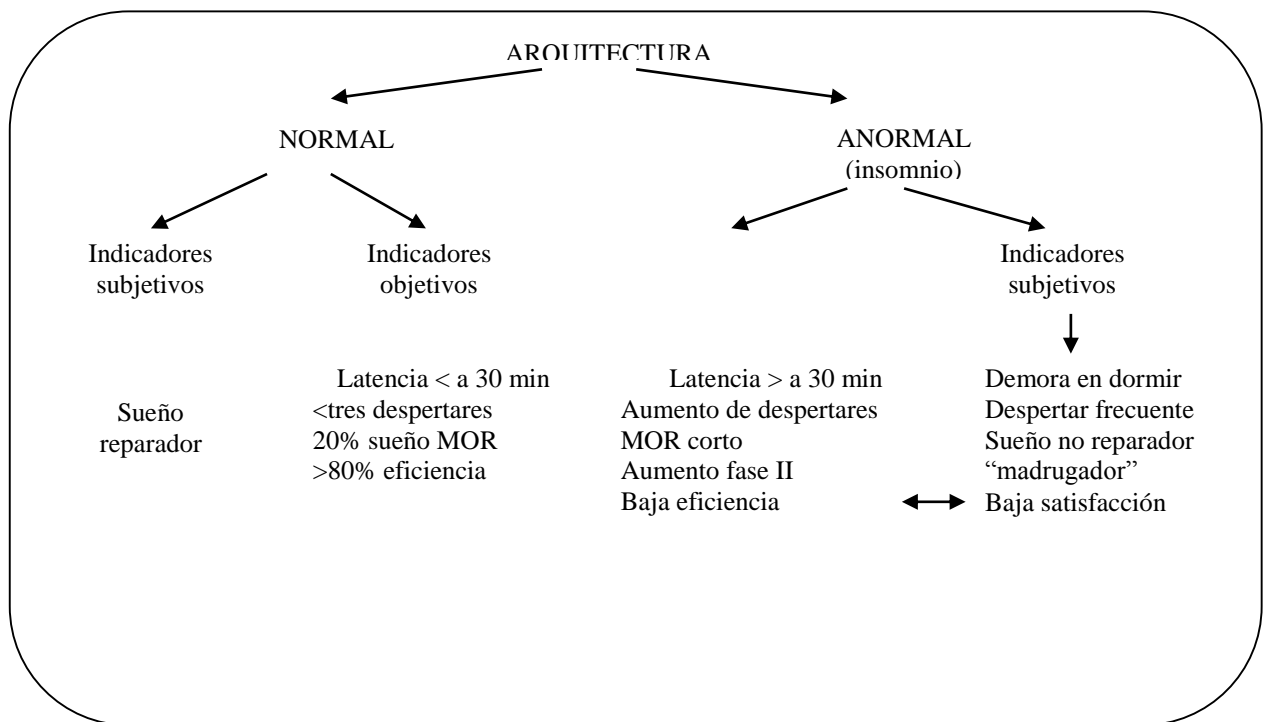 ARQUITECTURA
NORMAL
ANORMAL
(insomnio)
Indicadores
subjetivos
Indicadores
objetivos
Indicadores
subjetivos
Sueño
reparador
Latencia < a 30 min
<tres despertares
20% sueño MOR
>80% eficiencia
Latencia > a 30 min
Aumento de despertares
MOR corto
Aumento fase II
Baja eficiencia
Demora en dormir
Despertar frecuente
Sueño no reparador
“madrugador”
Baja satisfacción